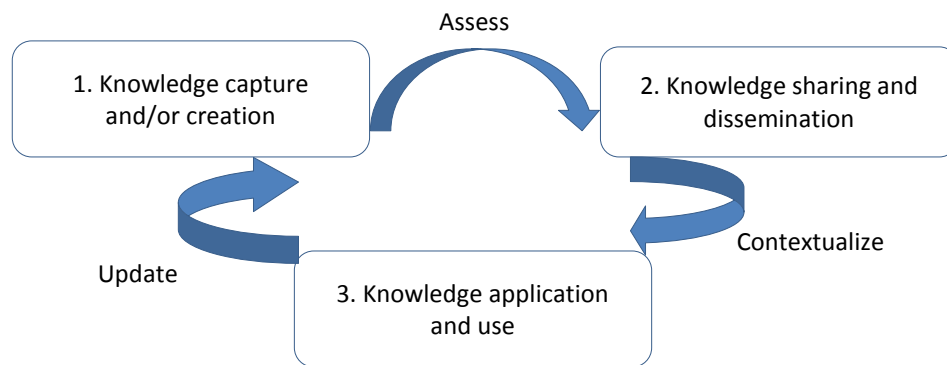 Assess
1. Knowledge capture
and/or creation
2. Knowledge sharing and
dissemination
Contextualize
Update
3. Knowledge application
and use